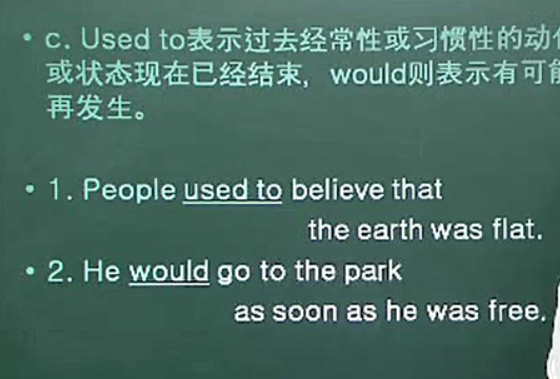 • c. Used to表示过去经常性或习惯性的动
或状态现在已经结束，would则表示有可
再发生。
• 1. People used to believe that
the earth was flat.
• 2. He would go to the park
as soon as he was free.